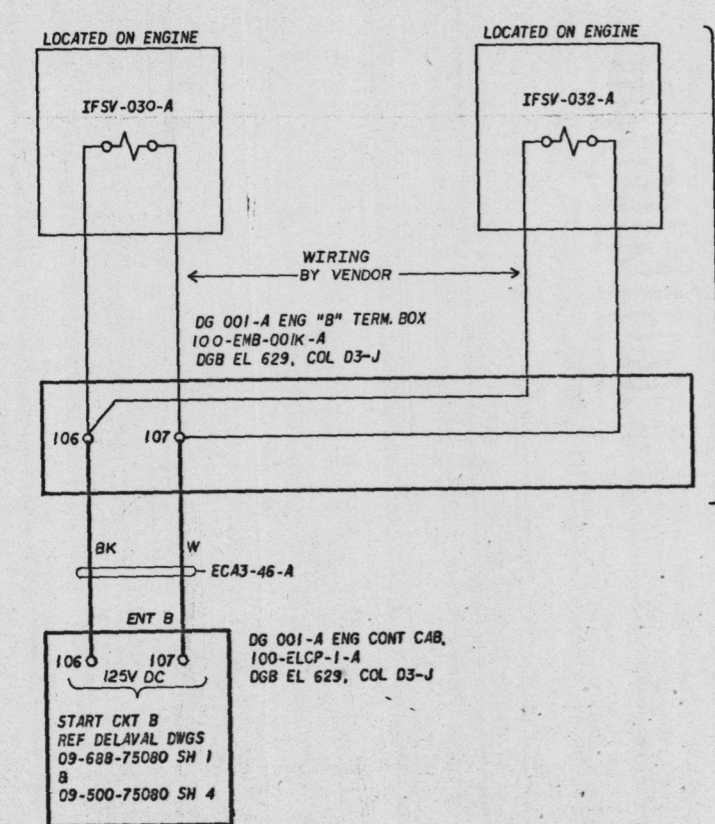 LOCATED ON ENGINE
LOCATED ON ENGINE
IFSV-030-A
IFSV-032-A
WIRING
BY VENDOR
DG 001-A ENG "B" TERM. BOX
100-EMB-001K-A
DGB EL 629, COL D3-J
106
107
BK
W
ECA3-46-A
ENT B
DG 001-A ENG CONT CAB,
100-ELCP-1-A
DGB EL 629, COL D3-J
106
107
125V DC
START CKT B
REF DELAVAL DWGS
09-688-75080 SH 1
&
09-500-75080 SH 4